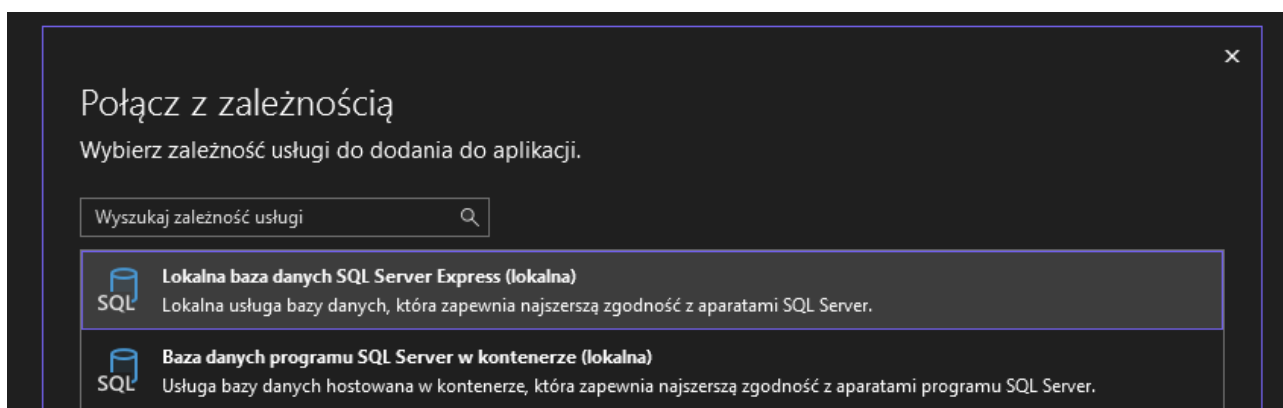 Połącz z zależnością
Wybierz zależność usługi do dodania do aplikacji.
Wyszukaj zależność usługi
Lokalna baza danych SQL Server Express (lokalna)
SQL
Lokalna usługa bazy danych, która zapewnia najszerszą zgodność z aparatami SQL Server.
Baza danych programu SQL Server w kontenerze (lokalna)
SQL
Usługa bazy danych hostowana w kontenerze, która zapewnia najszerszą zgodność z aparatami programu SQL Server.